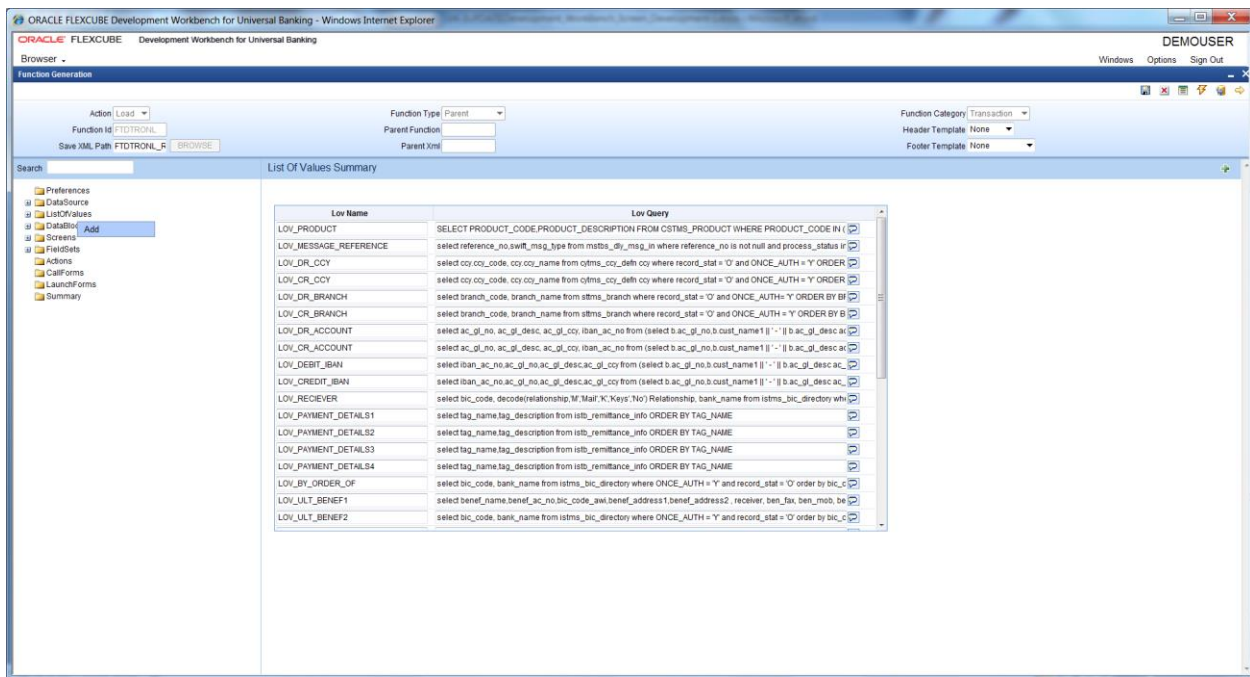 ORACLE FLEXCUBE Development Workbench for Universal Banking - Windows Internet Explorer
ORACLE FLEXCUBE Development Workbench for Universal Banking DEMOUSER
Browser Windows Options Sign Out
Function Generation
Action Load Function Type Parent Function Category Transaction
Function Id FTDTRONL Parent Function Header Template None
Save XML Path FTDTRONL_R BROWSE Parent Xml Footer Template None
Search List Of Values Summary
Preferences
DataSource
ListOfValues
DataBloc Add
Screens
FieldSets
Actions
CallForms
LaunchForms
Summary
Lov Name Lov Query
LOV_PRODUCT SELECT PRODUCT_CODE,PRODUCT_DESCRIPTION FROM CSTMS_PRODUCT WHERE PRODUCT_CODE IN (
LOV_MESSAGE_REFERENCE select reference_no,swift_msg_type from mstbs_dly_msg_in where reference_no is not null and process_status in
LOV_DR_CCY select ccy.ccy_code, ccy.ccy_name from cytms_ccy_defn ccy where record_stat = 'O' and ONCE_AUTH = 'Y' ORDER
LOV_CR_CCY select ccy.ccy_code, ccy.ccy_name from cytms_ccy_defn ccy where record_stat = 'O' and ONCE_AUTH = 'Y' ORDER
LOV_DR_BRANCH select branch_code, branch_name from sttms_branch where record_stat = 'O' and ONCE_AUTH= 'Y' ORDER BY BR
LOV_CR_BRANCH select branch_code, branch_name from sttms_branch where record_stat = 'O' and ONCE_AUTH = 'Y' ORDER BY B
LOV_DR_ACCOUNT select ac_gl_no, ac_gl_desc, ac_gl_ccy, iban_ac_no from (select b.ac_gl_no,b.cust_name1 || ' - ' || b.ac_gl_desc ac
LOV_CR_ACCOUNT select ac_gl_no, ac_gl_desc, ac_gl_ccy, iban_ac_no from (select b.ac_gl_no,b.cust_name1 || ' - ' || b.ac_gl_desc ac
LOV_DEBIT_IBAN select iban_ac_no,ac_gl_no,ac_gl_desc,ac_gl_ccy from (select b.ac_gl_no,b.cust_name1 || ' - ' || b.ac_gl_desc ac_
LOV_CREDIT_IBAN select iban_ac_no,ac_gl_no,ac_gl_desc,ac_gl_ccy from (select b.ac_gl_no,b.cust_name1 || ' - ' || b.ac_gl_desc ac_
LOV_RECIEVER select bic_code, decode(relationship,'M','Mail','K','Keys','No') Relationship, bank_name from istms_bic_directory whe
LOV_PAYMENT_DETAILS1 select tag_name,tag_description from istb_remittance_info ORDER BY TAG_NAME
LOV_PAYMENT_DETAILS2 select tag_name,tag_description from istb_remittance_info ORDER BY TAG_NAME
LOV_PAYMENT_DETAILS3 select tag_name,tag_description from istb_remittance_info ORDER BY TAG_NAME
LOV_PAYMENT_DETAILS4 select tag_name,tag_description from istb_remittance_info ORDER BY TAG_NAME
LOV_BY_ORDER_OF select bic_code, bank_name from istms_bic_directory where ONCE_AUTH = 'Y' and record_stat = 'O' order by bic_c
LOV_ULT_BENEF1 select benef_name,benef_ac_no,bic_code_awi,benef_address1,benef_address2 , receiver, ben_fax, ben_mob, be
LOV_ULT_BENEF2 select bic_code, bank_name from istms_bic_directory where ONCE_AUTH = 'Y' and record_stat = 'O' order by bic_c